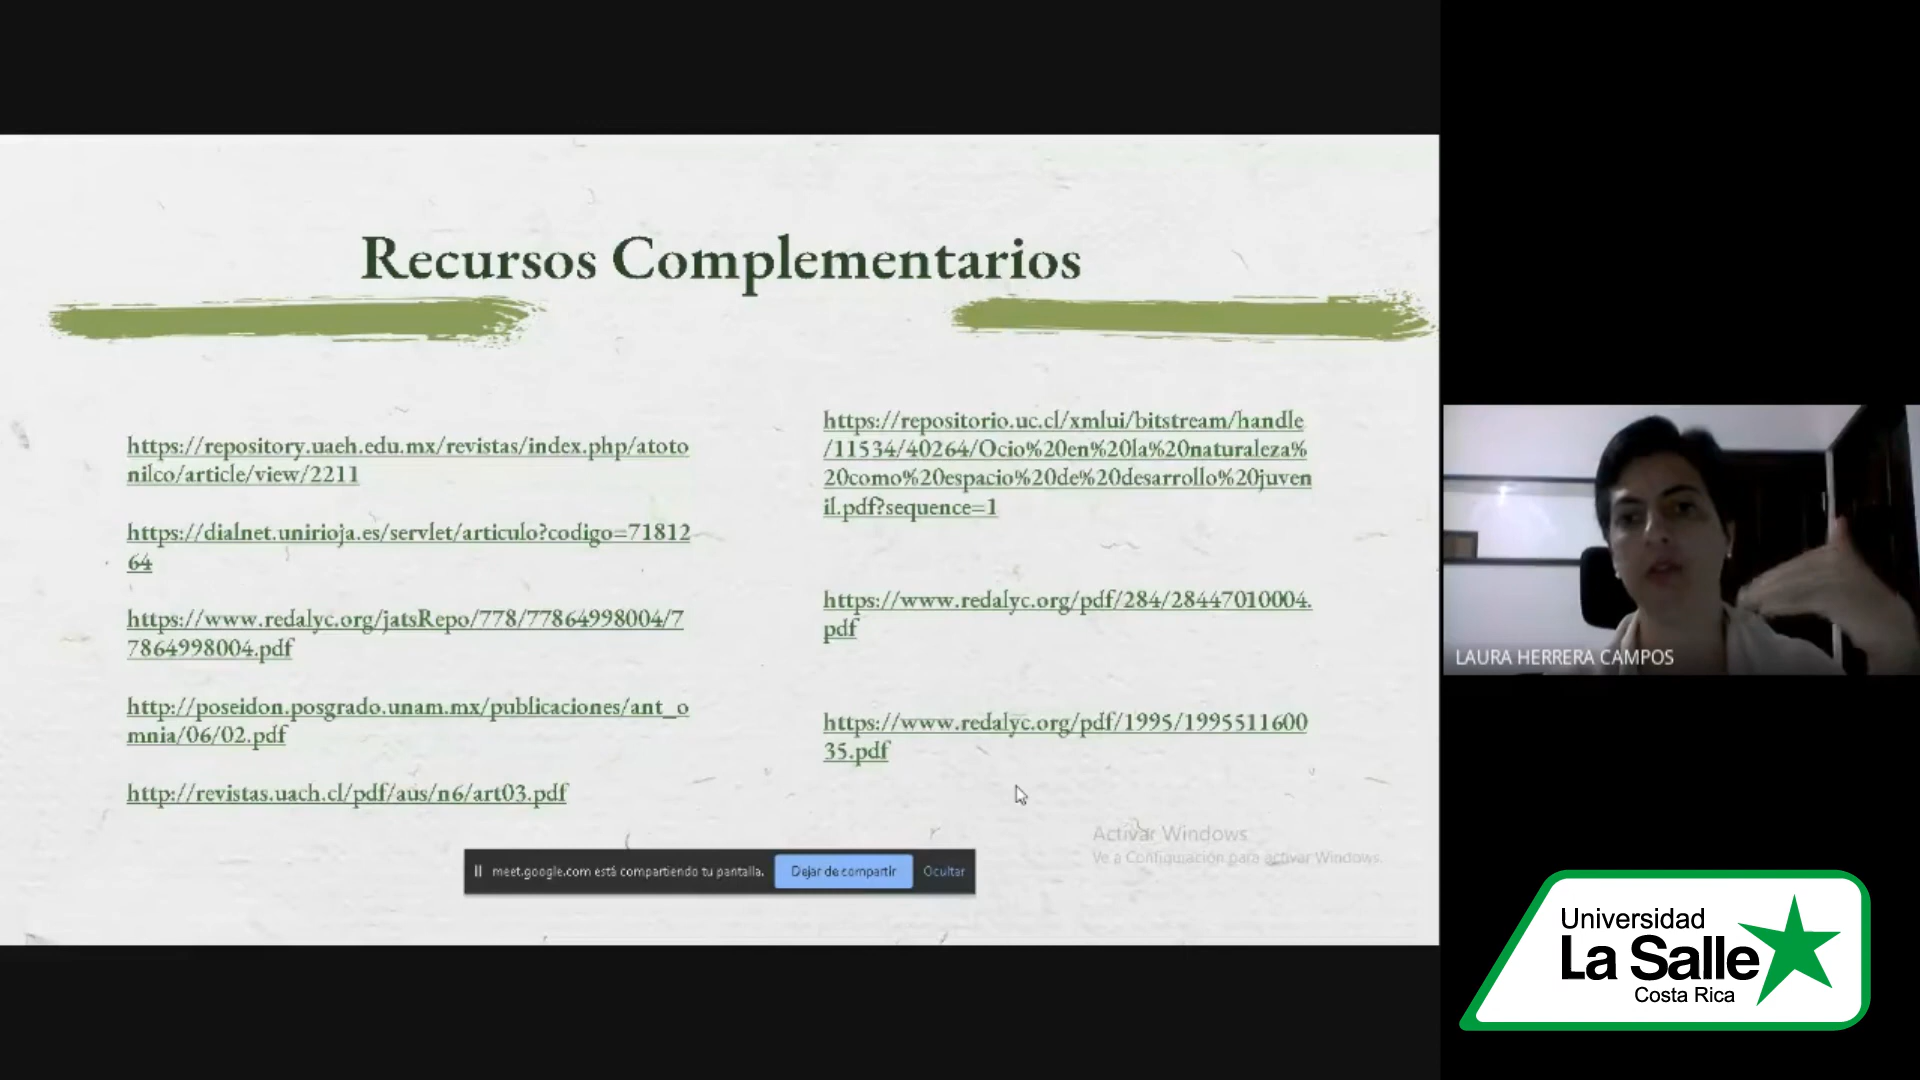 Recursos Complementarios
https://repository.uaeh.edu.mx/revistas/index.php/atoto
nilco/article/view/2211
https://dialnet.unirioja.es/servlet/articulo?codigo=71812
64
https://www.redalyc.org/jatsRepo/778/77864998004/7
7864998004.pdf
http://poseidon.posgrado.unam.mx/publicaciones/ant_o
mnia/06/02.pdf
http://revistas.uach.cl/pdf/aus/n6/art03.pdf
https://repositorio.uc.cl/xmlui/bitstream/handle
/11534/40264/Ocio%20en%20la%20naturaleza%
20como%20espacio%20de%20desarrollo%20juven
il.pdf?sequence=1
https://www.redalyc.org/pdf/284/28447010004.
pdf
https://www.redalyc.org/pdf/1995/1995511600
35.pdf
Activar Windows
Ve a Configuración para activar Windows.
meet.google.com está compartiendo tu pantalla.
Dejar de compartir
Ocultar
LAURA HERRERA CAMPOS
Universidad
La Salle
Costa Rica